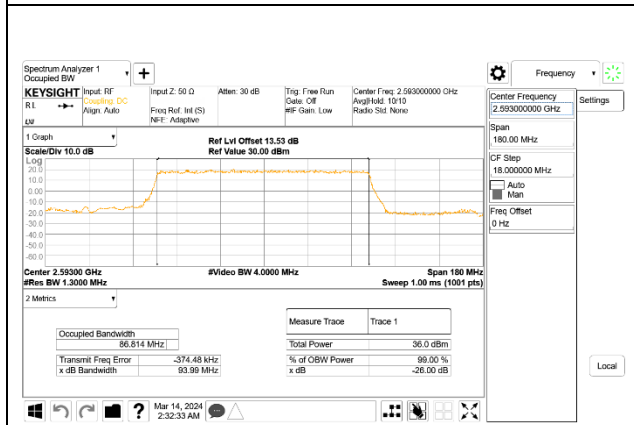 Spectrum Analyzer 1
Occupied BW
+
Frequency
KEYSIGHT
Input: RF
Coupling: DC
Align: Auto
Input Z: 50 Ω
Freq Ref: Int (S)
NFE: Adaptive
Atten: 30 dB
Trig: Free Run
Gate: Off
#IF Gain: Low
Center Freq: 2.593000000 GHz
Avg|Hold: 10/10
Radio Std: None
RL
Center Frequency
2.593000000 GHz
Settings
Span
180.00 MHz
CF Step
18.000000 MHz
Auto
Man
Freq Offset
0 Hz
Local
1 Graph
Scale/Div 10.0 dB
Ref Lvl Offset 13.53 dB
Ref Value 30.00 dBm
Log
20.0
10.0
0.00
-10.0
-20.0
-30.0
-40.0
-50.0
-60.0
Center 2.59300 GHz
#Video BW 4.0000 MHz
Span 180 MHz
#Res BW 1.3000 MHz
Sweep 1.00 ms (1001 pts)
2 Metrics
Occupied Bandwidth
86.814 MHz
Transmit Freq Error -374.48 kHz
x dB Bandwidth 93.99 MHz
Measure Trace Trace 1
Total Power 36.0 dBm
% of OBW Power 99.00 %
x dB -26.00 dB
?
Mar 14, 2024
2:32:33 AM